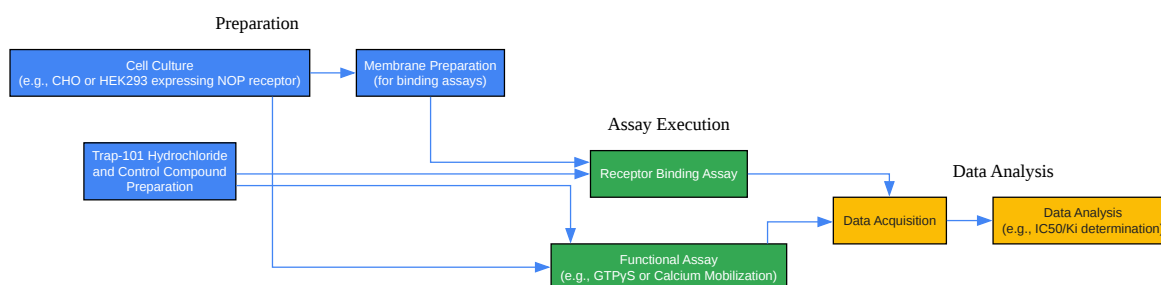 Preparation
Cell Culture
(e.g., CHO or HEK293 expressing NOP receptor)
Membrane Preparation
(for binding assays)
Assay Execution
Trap-101 Hydrochloride
and Control Compound
Preparation
Receptor Binding Assay
Data Analysis
Data Acquisition
Data Analysis
(e.g., IC50/Ki determination)
Functional Assay
(e.g., GTPγS or Calcium Mobilization)